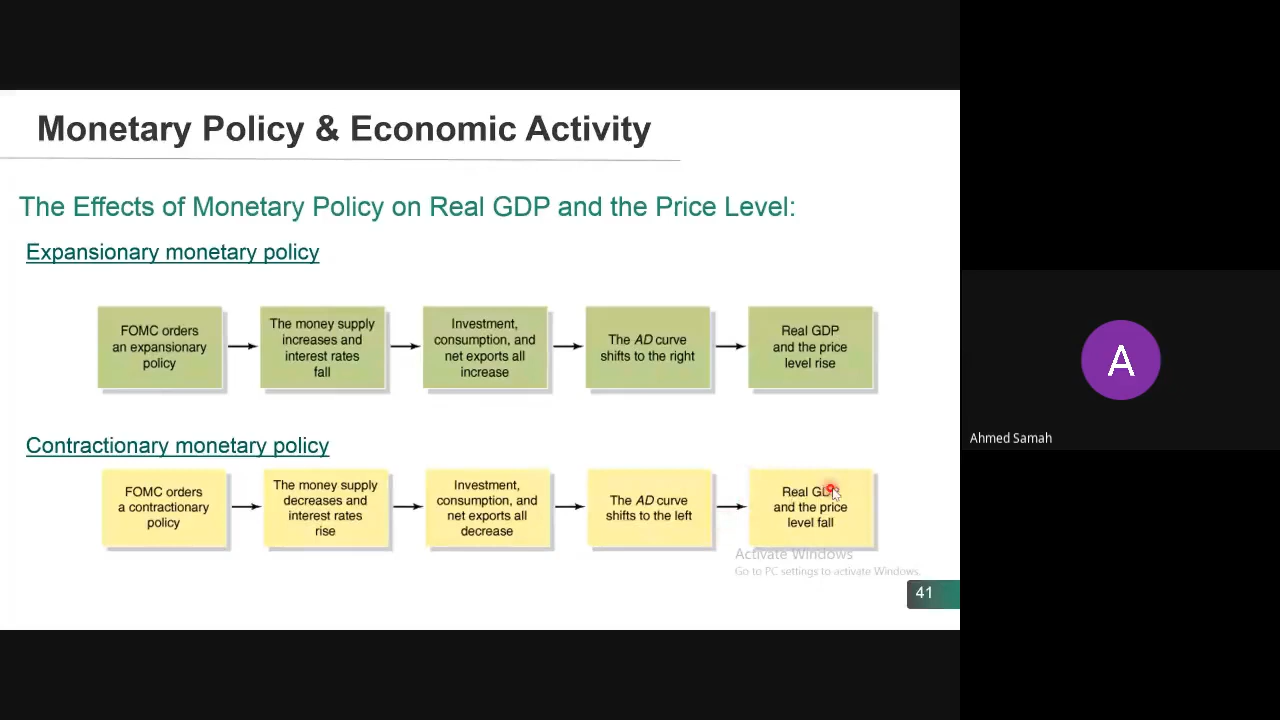 Monetary Policy & Economic Activity
The Effects of Monetary Policy on Real GDP and the Price Level:
Expansionary monetary policy
FOMC orders
an expansionary
policy
The money supply
increases and
interest rates
fall
Investment,
consumption, and
net exports all
increase
The AD curve
shifts to the right
Real GDP
and the price
level rise
Contractionary monetary policy
FOMC orders
a contractionary
policy
The money supply
decreases and
interest rates
rise
Investment,
consumption, and
net exports all
decrease
The AD curve
shifts to the left
Real GDP
and the price
level fall
Activate Windows
Go to PC settings to activate Windows.
41
A
Ahmed Samah